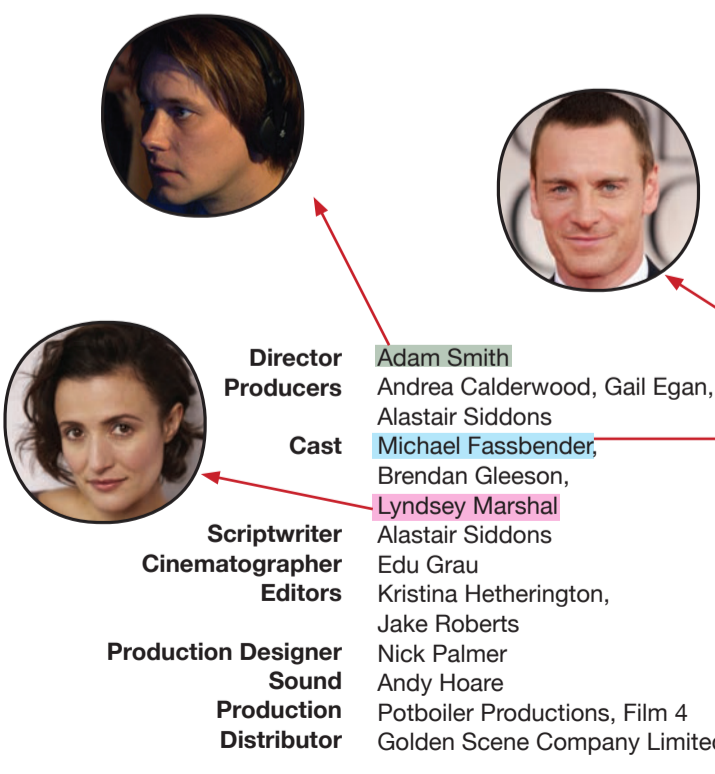 Director Adam Smith
Producers Andrea Calderwood, Gail Egan,
Alastair Siddons
Cast Michael Fassbender,
Brendan Gleeson,
Lyndsey Marshal
Scriptwriter Alastair Siddons
Cinematographer Edu Grau
Editors Kristina Hetherington,
Jake Roberts
Production Designer Nick Palmer
Sound Andy Hoare
Production Potboiler Productions, Film 4
Distributor Golden Scene Company Limited